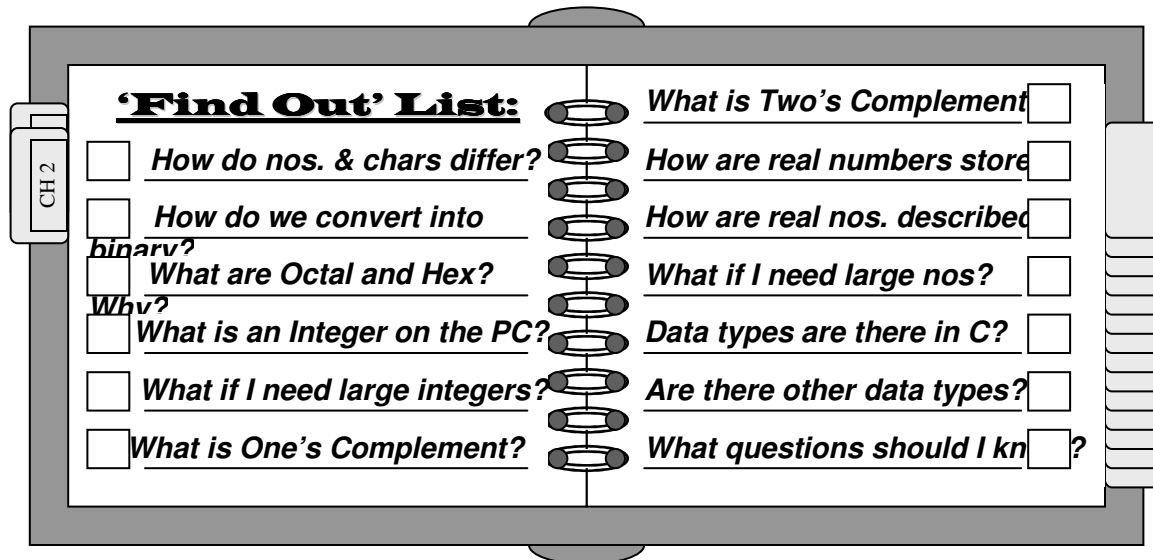 CH 2
‘Find Out’ List:
How do nos. & chars differ?
How do we convert into
binary?
What are Octal and Hex?
Why?
What is an Integer on the PC?
What if I need large integers?
What is One’s Complement?
What is Two’s Complement
How are real numbers store
How are real nos. described
What if I need large nos?
Data types are there in C?
Are there other data types?
What questions should I kn ?